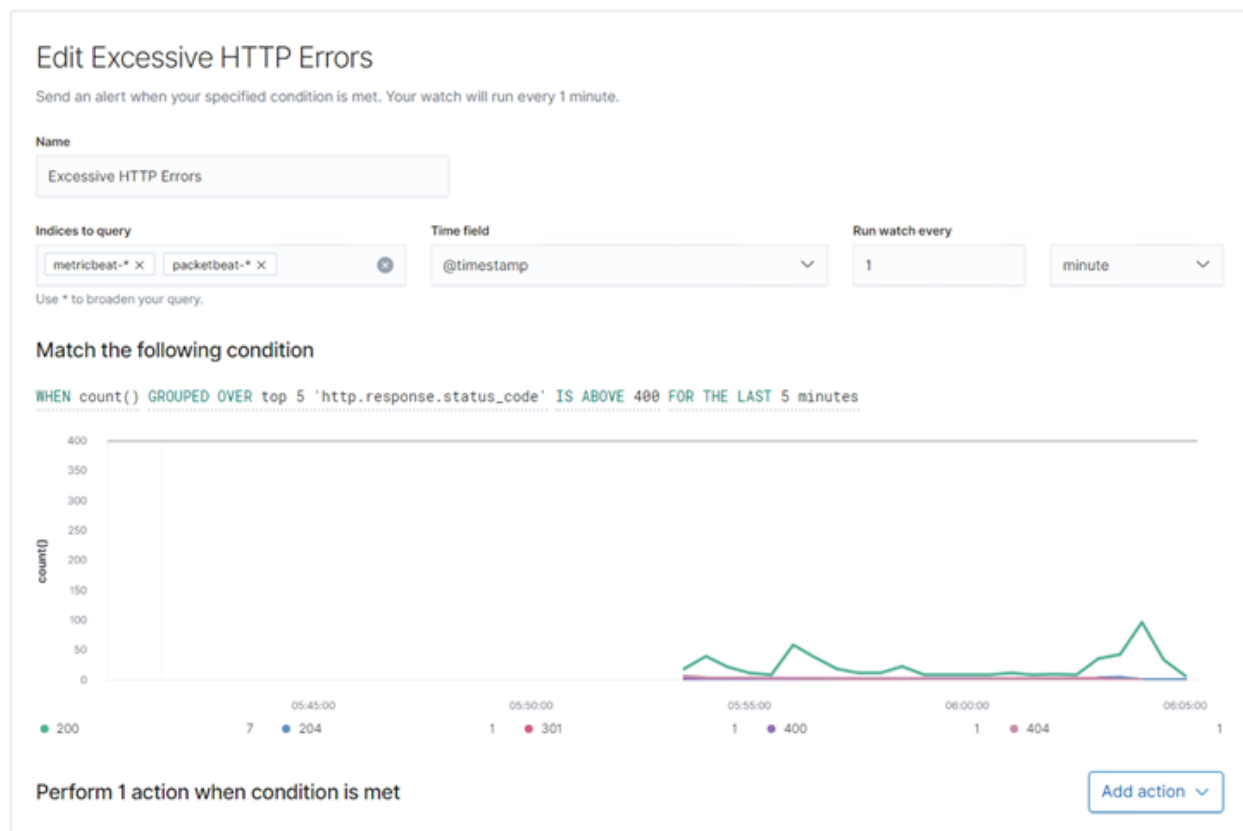 Edit Excessive HTTP Errors
Send an alert when your specified condition is met. Your watch will run every 1 minute.
Name
Excessive HTTP Errors
Indices to query
Time field
Run watch every
metricbeat-* × packetbeat-* ×
@timestamp
1
minute
Use * to broaden your query.
Match the following condition
WHEN count() GROUPED OVER top 5 'http.response.status_code' IS ABOVE 400 FOR THE LAST 5 minutes
count()
400
350
300
250
200
150
100
50
0
05:45:00 05:50:00 05:55:00 06:00:00 06:05:00
200 7 204 1 301 1 400 1 404 1
Perform 1 action when condition is met
Add action